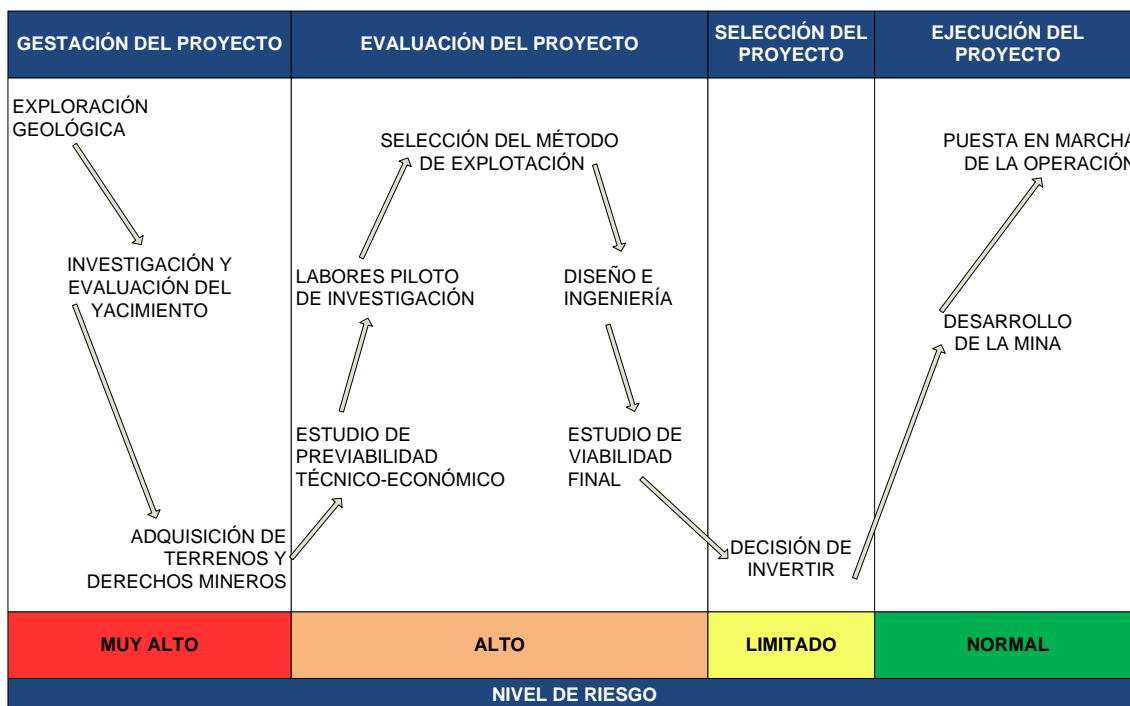 GESTACIÓN DEL PROYECTO
EVALUACIÓN DEL PROYECTO
SELECCIÓN DEL
PROYECTO
EJECUCIÓN DEL
PROYECTO
EXPLORACIÓN
GEOLÓGICA
INVESTIGACIÓN Y
EVALUACIÓN DEL
YACIMIENTO
ADQUISICIÓN DE
TERRENOS Y
DERECHOS MINEROS
ESTUDIO DE
PREVIABILIDAD
TÉCNICO-ECONÓMICO
LABORES PILOTO
DE INVESTIGACIÓN
SELECCIÓN DEL MÉTODO
DE EXPLOTACIÓN
DISEÑO E
INGENIERÍA
ESTUDIO DE
VIABILIDAD
FINAL
DECISIÓN DE
INVERTIR
DESARROLLO
DE LA MINA
PUESTA EN MARCHA
DE LA OPERACIÓN
MUY ALTO
ALTO
LIMITADO
NORMAL
NIVEL DE RIESGO